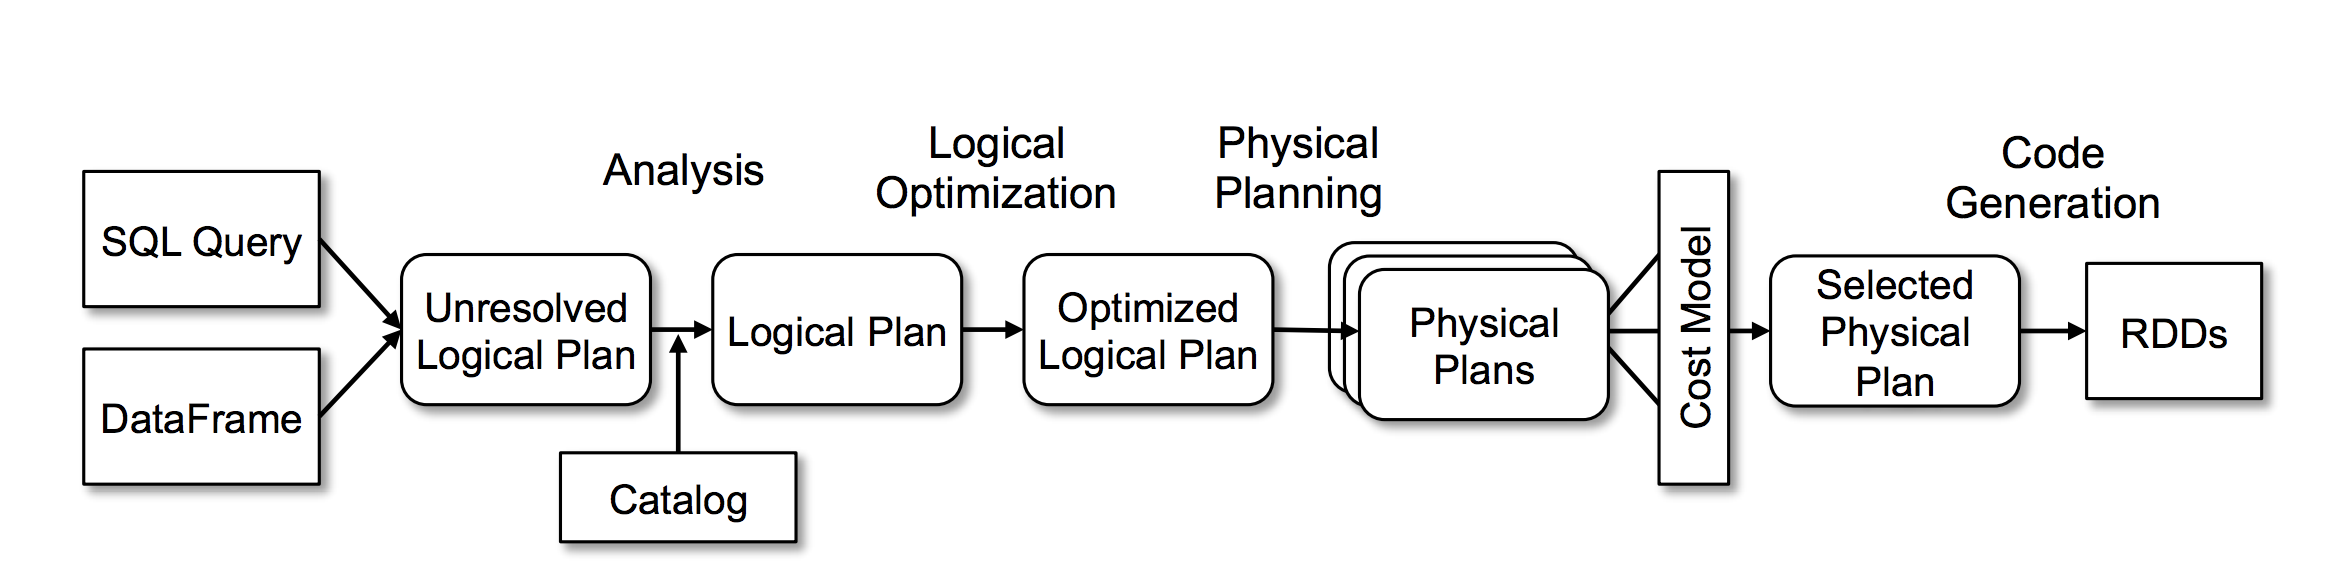 Analysis
Logical
Optimization
Physical
Planning
Code
Generation
SQL Query
DataFrame
Unresolved
Logical Plan
Catalog
Logical Plan
Optimized
Logical Plan
Physical
Plans
Cost Model
Selected
Physical
Plan
RDDs